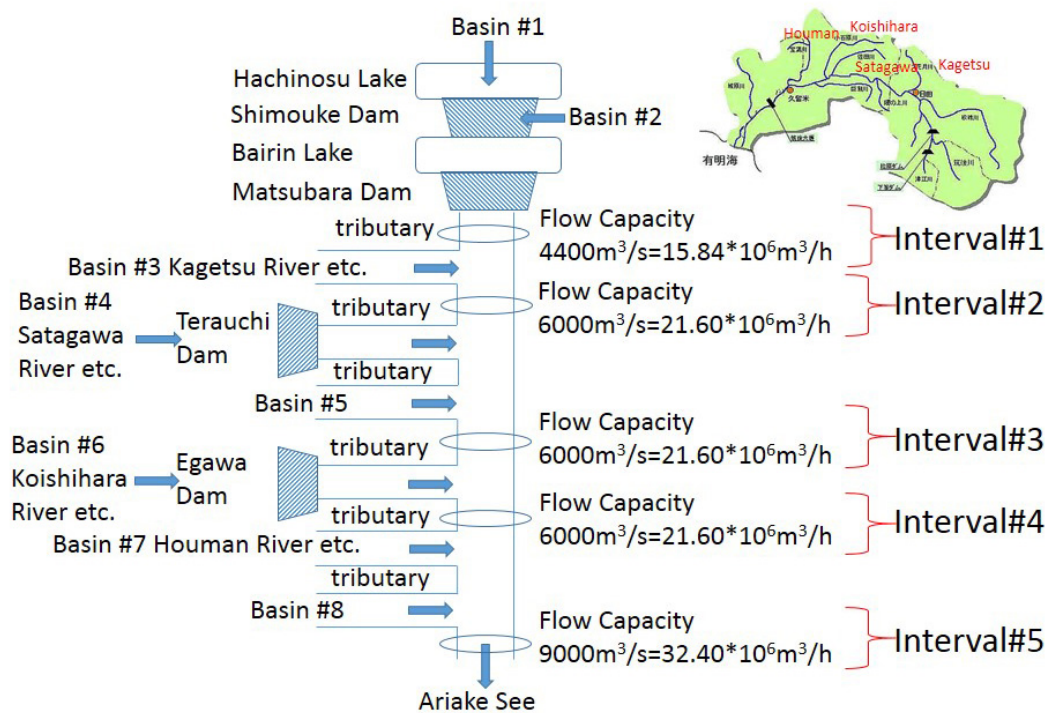 Basin #1
Hachinosu Lake
Shimouke Dam
Basin #2
Bairin Lake
Matsubara Dam
Houman
Koishihara
Satagawa
Kagetsu
久留米
有明海
tributary
Flow Capacity
4400m³/s=15.84*10⁶m³/h
Interval#1
Basin #3 Kagetsu River etc.
tributary
Flow Capacity
6000m³/s=21.60*10⁶m³/h
Interval#2
Basin #4
Satagawa
River etc.
Terauchi
Dam
tributary
Basin #5
tributary
Flow Capacity
6000m³/s=21.60*10⁶m³/h
Interval#3
Basin #6
Koishihara
River etc.
Egawa
Dam
tributary
Flow Capacity
6000m³/s=21.60*10⁶m³/h
Interval#4
Basin #7 Houman River etc.
tributary
Basin #8
Flow Capacity
9000m³/s=32.40*10⁶m³/h
Interval#5
Ariake See